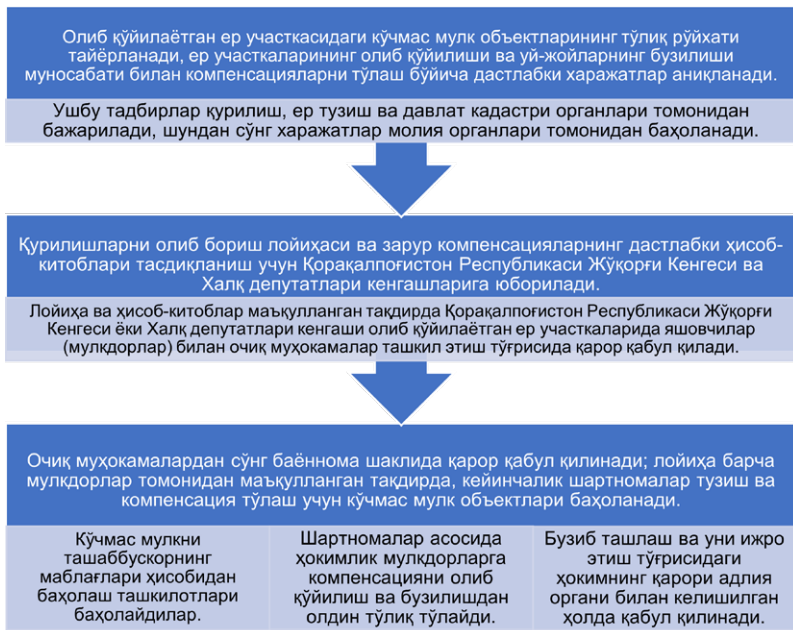 Олиб қўйилаётган ер участкасидаги кўчмас мулк объектларининг тўлиқ рўйхати
тайёрланади, ер участкаларининг олиб қўйилиши ва уй-жойларнинг бузилиши
муносабати билан компенсацияларни тўлаш бўйича дастлабки харажатлар аниқланади.
Ушбу тадбирлар қурилиш, ер тузиш ва давлат кадастри органлари томонидан
бажарилади, шундан сўнг харажатлар молия органлари томонидан баҳоланади.
Қурилишларни олиб бориш лойиҳаси ва зарур компенсацияларнинг дастлабки ҳисоб-
китоблари тасдиқланиш учун Қорақалпоғистон Республикаси Жўқорғи Кенгеси ва
Халқ депутатлари кенгашларига юборилади.
Лойиҳа ва ҳисоб-китоблар маъқулланган тақдирда Қорақалпоғистон Республикаси Жўқорғи
Кенгеси ёки Халқ депутатлари кенгаши олиб қўйилаётган ер участкаларида яшовчилар
(мулкдорлар) билан очиқ муҳокамалар ташкил этиш тўғрисида қарор қабул қилади.
Очиқ муҳокамалардан сўнг баённома шаклида қарор қабул қилинади; лойиҳа барча
мулкдорлар томонидан маъқулланган тақдирда, кейинчалик шартномалар тузиш ва
компенсация тўлаш учун кўчмас мулк объектлари баҳоланади.
Кўчмас мулкни
ташаббускорнинг
маблағлари ҳисобидан
баҳолаш ташкилотлари
баҳолайдилар.
Шартномалар асосида
ҳокимлик мулкдорларга
компенсацияни олиб
қўйилиш ва бузилишдан
олдин тўлиқ тўлайди.
Бузиб ташлаш ва уни ижро
этиш тўғрисидаги
ҳокимнинг қарори адлия
органи билан келишилган
ҳолда қабул қилинади.